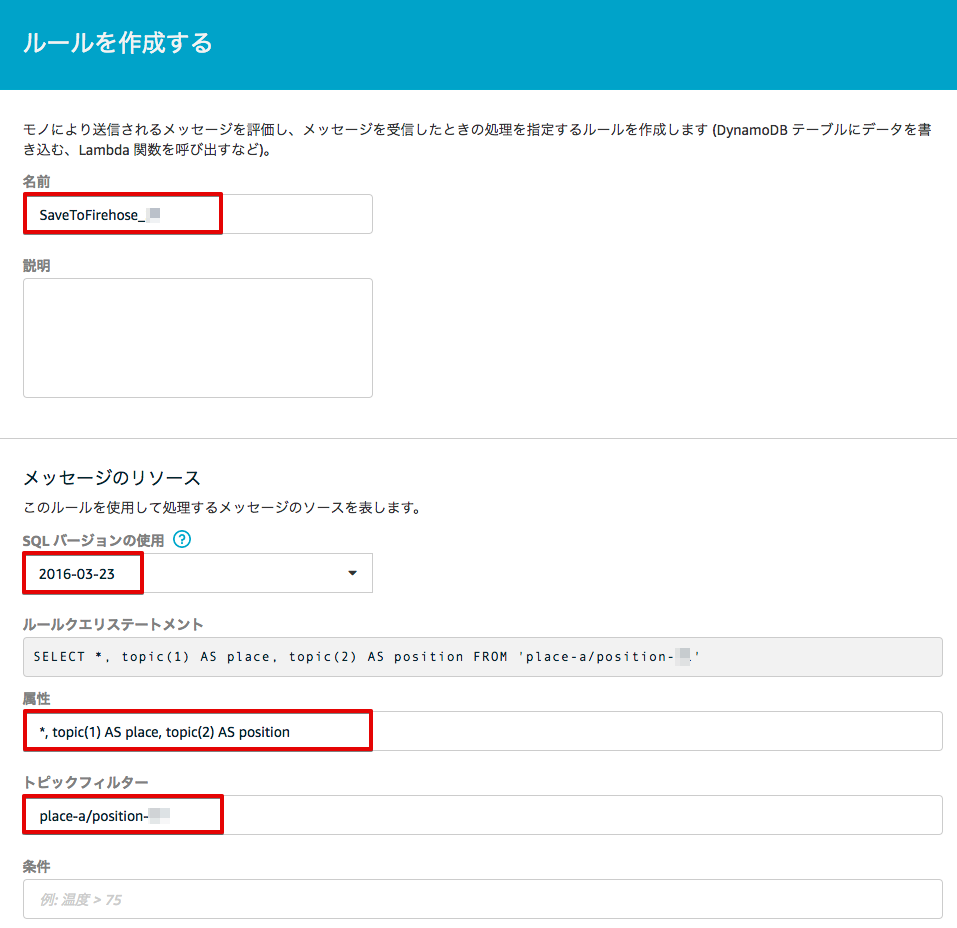 ルールを作成する
モノにより送信されるメッセージを評価し、メッセージを受信したときの処理を指定するルールを作成します (DynamoDB テーブルにデータを書
き込む、Lambda 関数を呼び出すなど)。
名前
SaveToFirehose_
説明
メッセージのリソース
このルールを使用して処理するメッセージのソースを表します。
SQL バージョンの使用 ?
2016-03-23
ルールクエリステートメント
SELECT *, topic(1) AS place, topic(2) AS position FROM 'place-a/position- '
属性
*, topic(1) AS place, topic(2) AS position
トピックフィルター
place-a/position-
条件
例: 温度 > 75